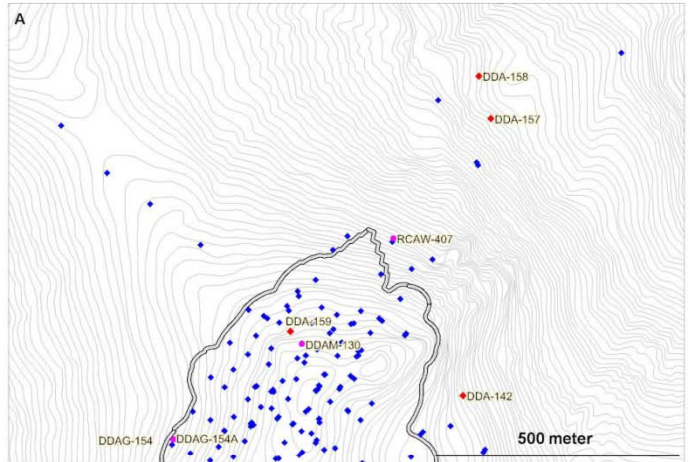 A
DDA-158
DDA-157
RCAW-407
DDA-159
DDAM-130
DDA-142
DDAG-154 DDAG-154A
500 meter